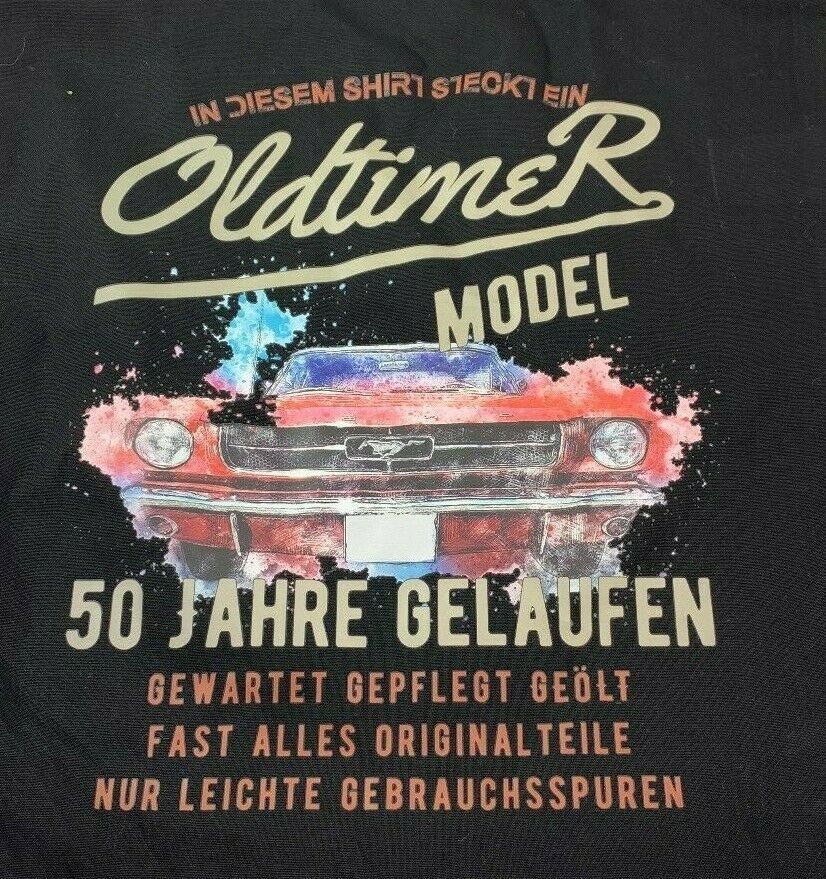 IN DIESEM SHIRT STECKT EIN
OldtimeR
MODEL
50 JAHRE GELAUFEN
GEWARTET GEPFLEGT GEÖLT
FAST ALLES ORIGINALTEILE
NUR LEICHTE GEBRAUCHSSPUREN